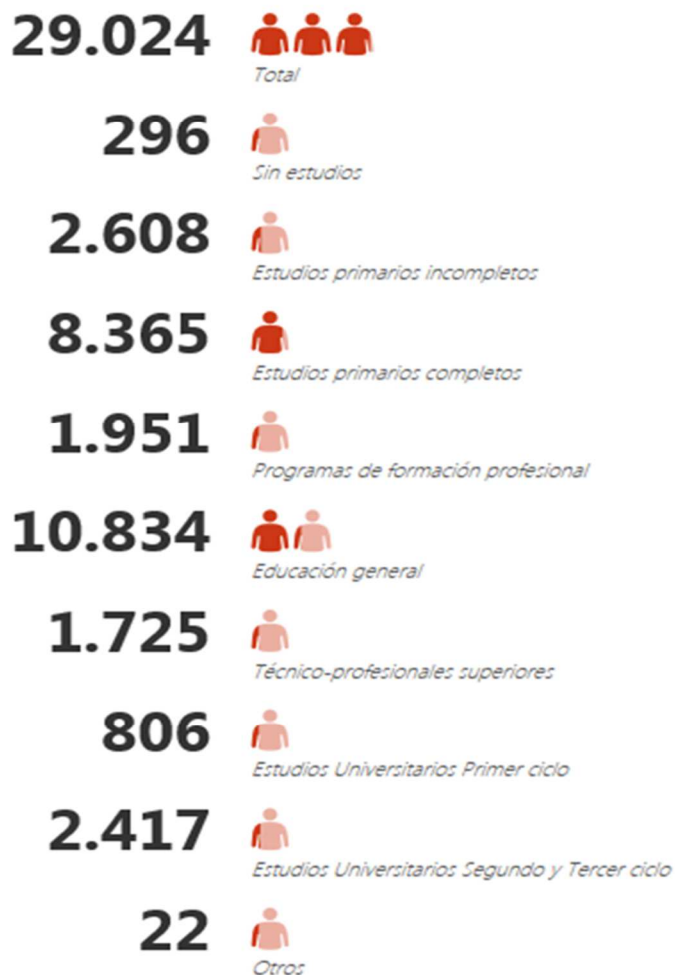 29.024
Total
296
Sin estudios
2.608
Estudios primarios incompletos
8.365
Estudios primarios completos
1.951
Programas de formación profesional
10.834
Educación general
1.725
Técnico-profesionales superiores
806
Estudios Universitarios Primer ciclo
2.417
Estudios Universitarios Segundo y Tercer ciclo
22
Otros